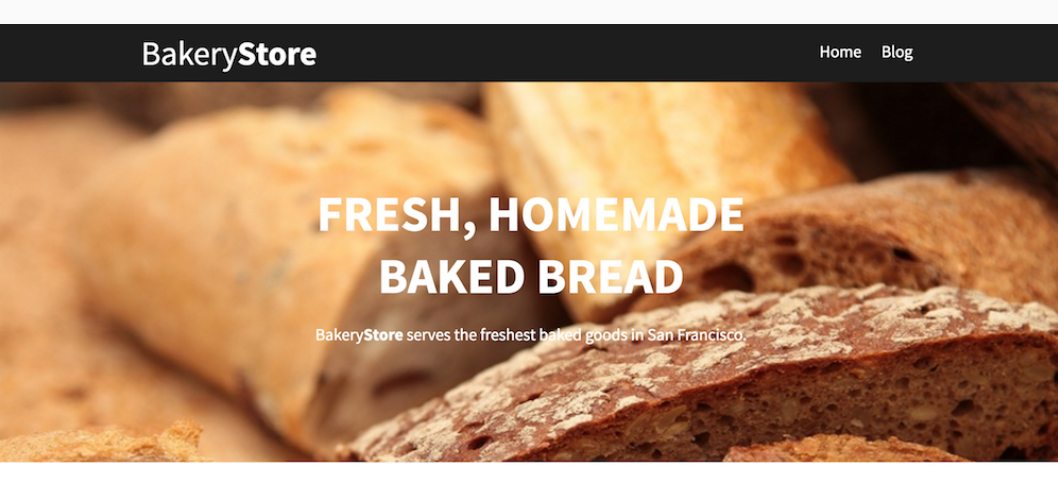 BakeryStore
Home Blog
FRESH, HOMEMADE
BAKED BREAD
BakeryStore serves the freshest baked goods in San Francisco.